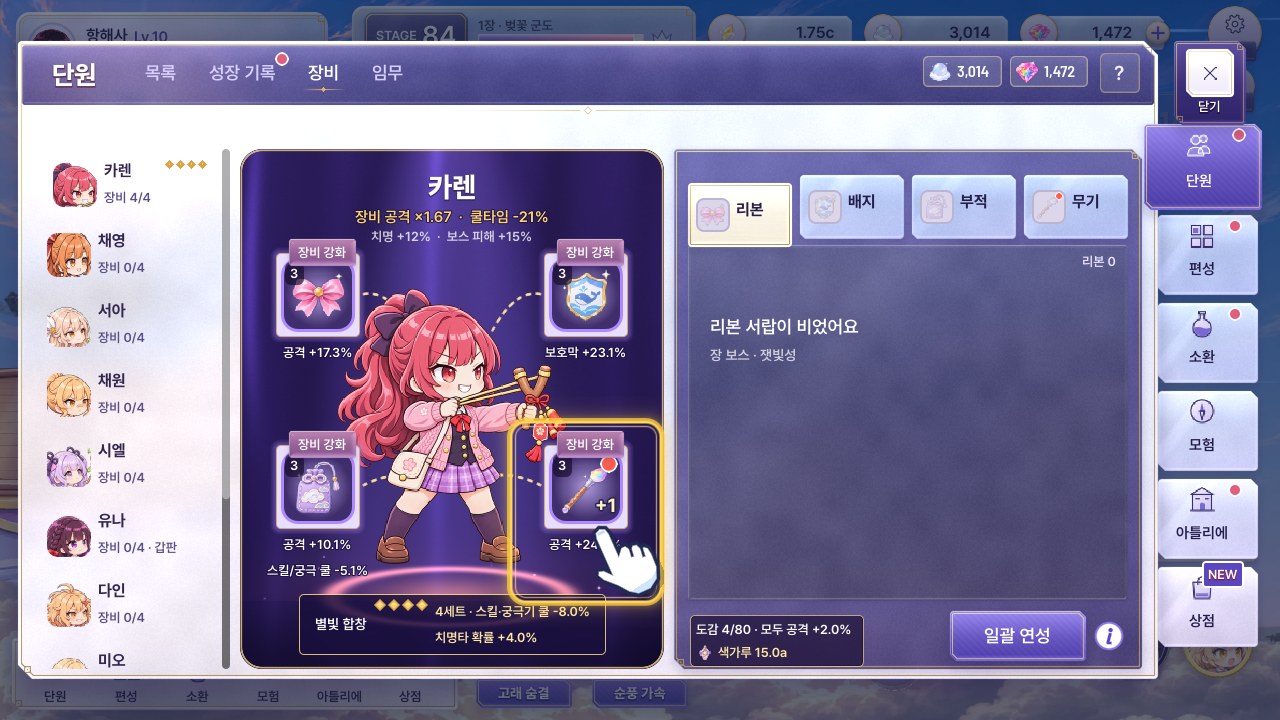 항해사 Lv.10
STAGE 84
1장 · 벚꽃 군도
1.75c
3,014
1,472
단원
목록
성장 기록
장비
임무
3,014
1,472
?
닫기
카렌
장비 4/4
채영
장비 0/4
서아
장비 0/4
채원
장비 0/4
시엘
장비 0/4
유나
장비 0/4 · 갑판
다인
장비 0/4
미오
카렌
장비 공격 ×1.67 · 쿨타임 -21%
치명 +12% · 보스 피해 +15%
장비 강화
3
공격 +17.3%
장비 강화
3
보호막 +23.1%
장비 강화
3
공격 +10.1%
스킬/궁극 쿨 -5.1%
장비 강화
3
+1
공격 +24
별빛 합창
4세트 · 스킬·궁극기 쿨 -8.0%
치명타 확률 +4.0%
리본
배지
부적
무기
리본 0
리본 서랍이 비었어요
장 보스 · 잿빛성
도감 4/80 · 모두 공격 +2.0%
색가루 15.0a
일괄 연성
i
단원
편성
소환
모험
아틀리에
NEW
상점
단원
편성
소환
모험
아틀리에
상점
고래 숨결
순풍 가속